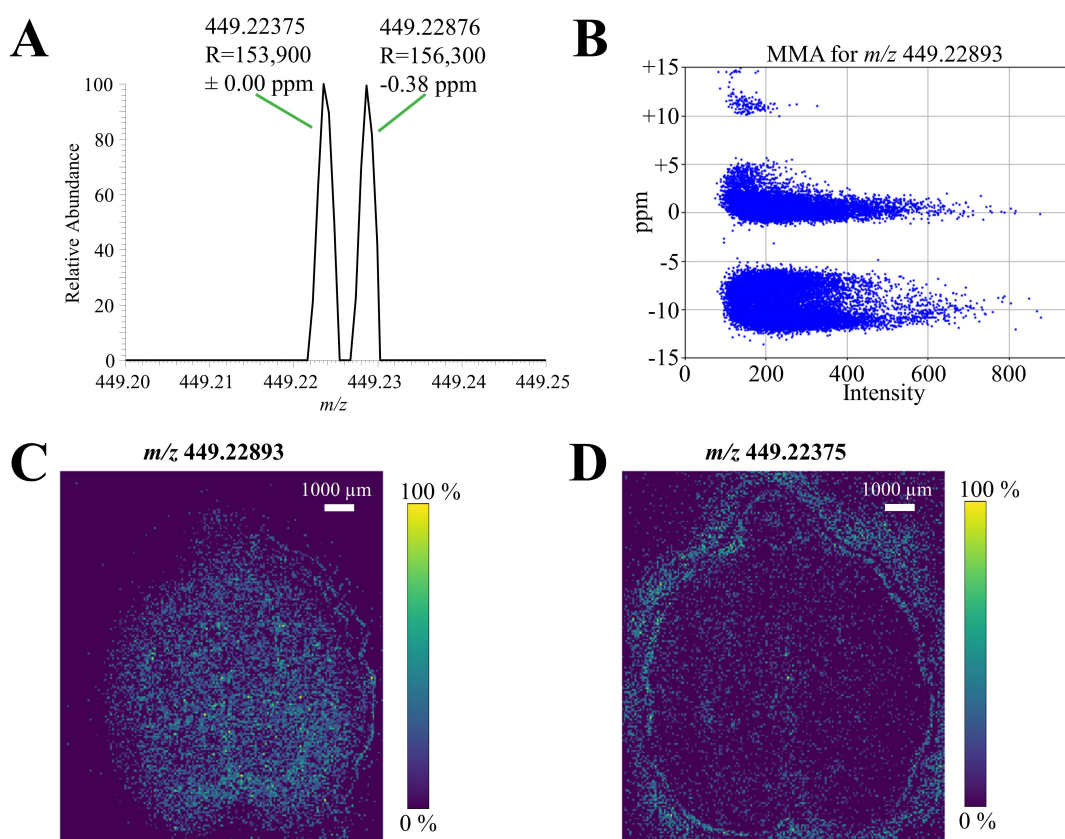 A
449.22375
R=153,900
± 0.00 ppm
449.22876
R=156,300
-0.38 ppm
100
80
60
40
20
0
Relative Abundance
449.20
449.21
449.22
449.23
449.24
449.25
m/z
B
MMA for m/z 449.22893
+15
+10
+5
0
-5
-10
-15
ppm
0
200
400
600
800
Intensity
C
m/z 449.22893
1000 µm
100 %
0 %
D
m/z 449.22375
1000 µm
100 %
0 %